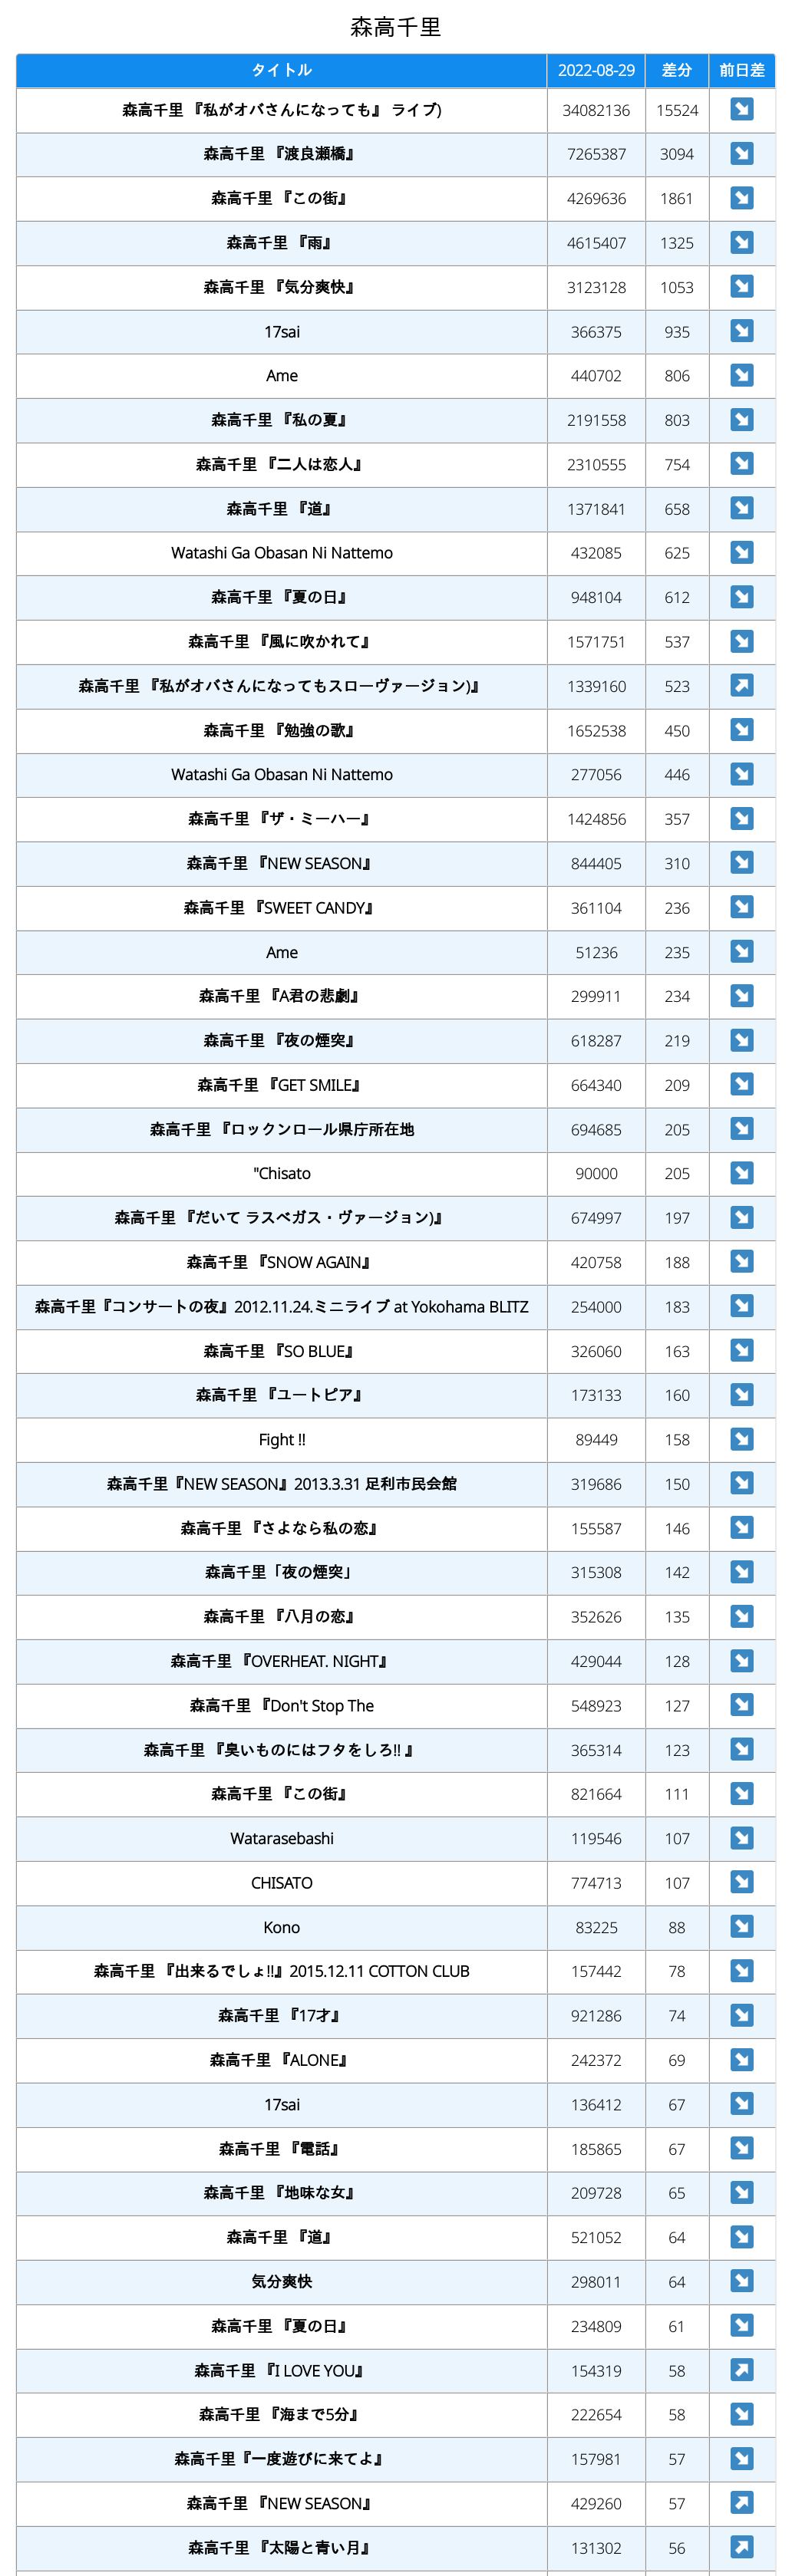 森高千里
タイトル 2022-08-29 差分 前日差
森高千里 『私がオバさんになっても』 ライブ) 34082136 15524
森高千里 『渡良瀬橋』 7265387 3094
森高千里 『この街』 4269636 1861
森高千里 『雨』 4615407 1325
森高千里 『気分爽快』 3123128 1053
17sai 366375 935
Ame 440702 806
森高千里 『私の夏』 2191558 803
森高千里 『二人は恋人』 2310555 754
森高千里 『道』 1371841 658
Watashi Ga Obasan Ni Nattemo 432085 625
森高千里 『夏の日』 948104 612
森高千里 『風に吹かれて』 1571751 537
森高千里 『私がオバさんになってもスローヴァージョン)』 1339160 523
森高千里 『勉強の歌』 1652538 450
Watashi Ga Obasan Ni Nattemo 277056 446
森高千里 『ザ・ミーハー』 1424856 357
森高千里 『NEW SEASON』 844405 310
森高千里 『SWEET CANDY』 361104 236
Ame 51236 235
森高千里 『A君の悲劇』 299911 234
森高千里 『夜の煙突』 618287 219
森高千里 『GET SMILE』 664340 209
森高千里 『ロックンロール県庁所在地 694685 205
"Chisato 90000 205
森高千里 『だいて ラスベガス・ヴァージョン)』 674997 197
森高千里 『SNOW AGAIN』 420758 188
森高千里『コンサートの夜』2012.11.24.ミニライブ at Yokohama BLITZ 254000 183
森高千里 『SO BLUE』 326060 163
森高千里 『ユートピア』 173133 160
Fight !! 89449 158
森高千里『NEW SEASON』2013.3.31 足利市民会館 319686 150
森高千里 『さよなら私の恋』 155587 146
森高千里「夜の煙突」 315308 142
森高千里 『八月の恋』 352626 135
森高千里 『OVERHEAT. NIGHT』 429044 128
森高千里 『Don't Stop The 548923 127
森高千里 『臭いものにはフタをしろ!! 』 365314 123
森高千里 『この街』 821664 111
Watarasebashi 119546 107
CHISATO 774713 107
Kono 83225 88
森高千里 『出来るでしょ!!』2015.12.11 COTTON CLUB 157442 78
森高千里 『17才』 921286 74
森高千里 『ALONE』 242372 69
17sai 136412 67
森高千里 『電話』 185865 67
森高千里 『地味な女』 209728 65
森高千里 『道』 521052 64
気分爽快 298011 64
森高千里 『夏の日』 234809 61
森高千里 『I LOVE YOU』 154319 58
森高千里 『海まで5分』 222654 58
森高千里『一度遊びに来てよ』 157981 57
森高千里 『NEW SEASON』 429260 57
森高千里 『太陽と青い月』 131302 56